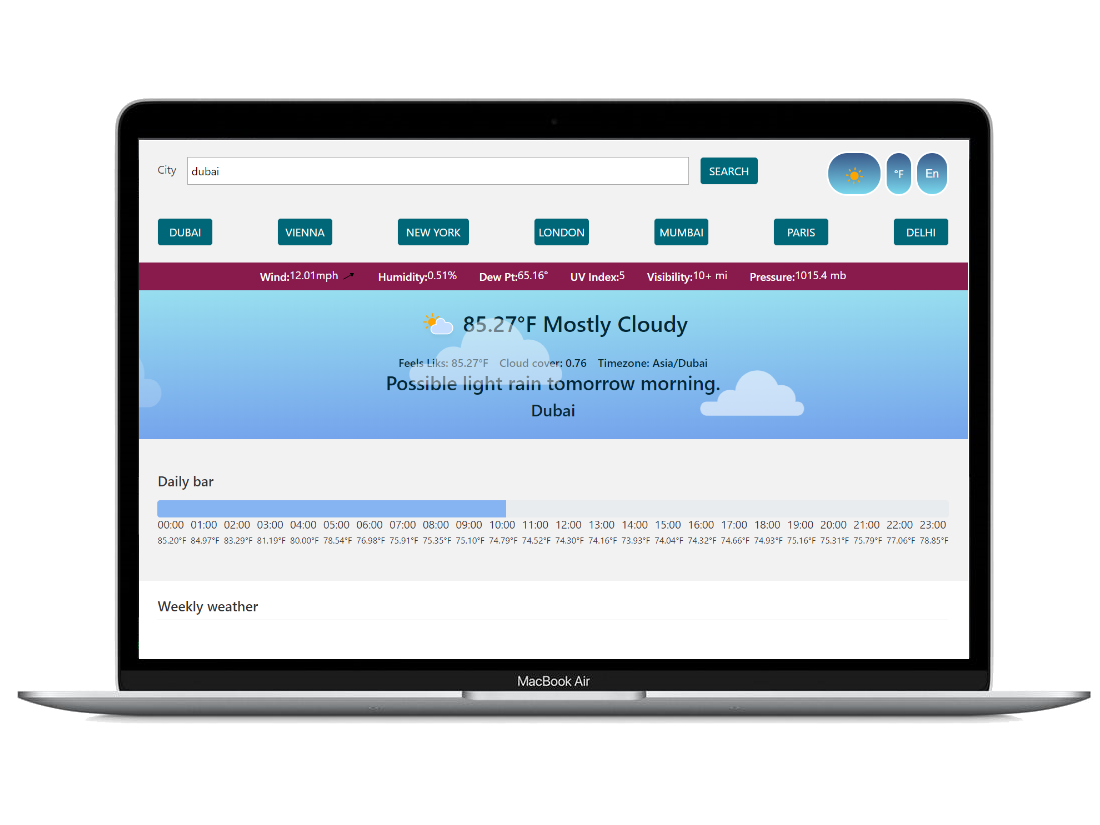 City dubai SEARCH °F En
DUBAI VIENNA NEW YORK LONDON MUMBAI PARIS DELHI
Wind:12.01mph Humidity:0.51% Dew Pt:65.16° UV Index:5 Visibility:10+ mi Pressure:1015.4 mb
85.27°F Mostly Cloudy
Feels Liks: 85.27°F Cloud cover: 0.76 Timezone: Asia/Dubai
Possible light rain tomorrow morning.
Dubai
Daily bar
00:00 01:00 02:00 03:00 04:00 05:00 06:00 07:00 08:00 09:00 10:00 11:00 12:00 13:00 14:00 15:00 16:00 17:00 18:00 19:00 20:00 21:00 22:00 23:00
85.20°F 84.97°F 83.29°F 81.19°F 80.00°F 78.54°F 76.98°F 75.91°F 75.35°F 75.10°F 74.79°F 74.52°F 74.30°F 74.16°F 73.93°F 74.04°F 74.32°F 74.66°F 74.93°F 75.16°F 75.31°F 75.79°F 77.06°F 78.85°F
Weekly weather
MacBook Air